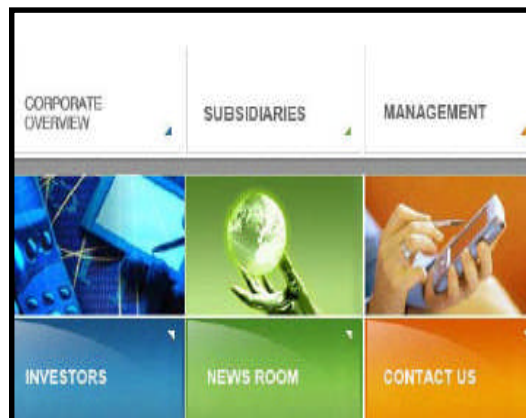 CORPORATE
OVERVIEW
SUBSIDIARIES
MANAGEMENT
INVESTORS
NEWS ROOM
CONTACT US